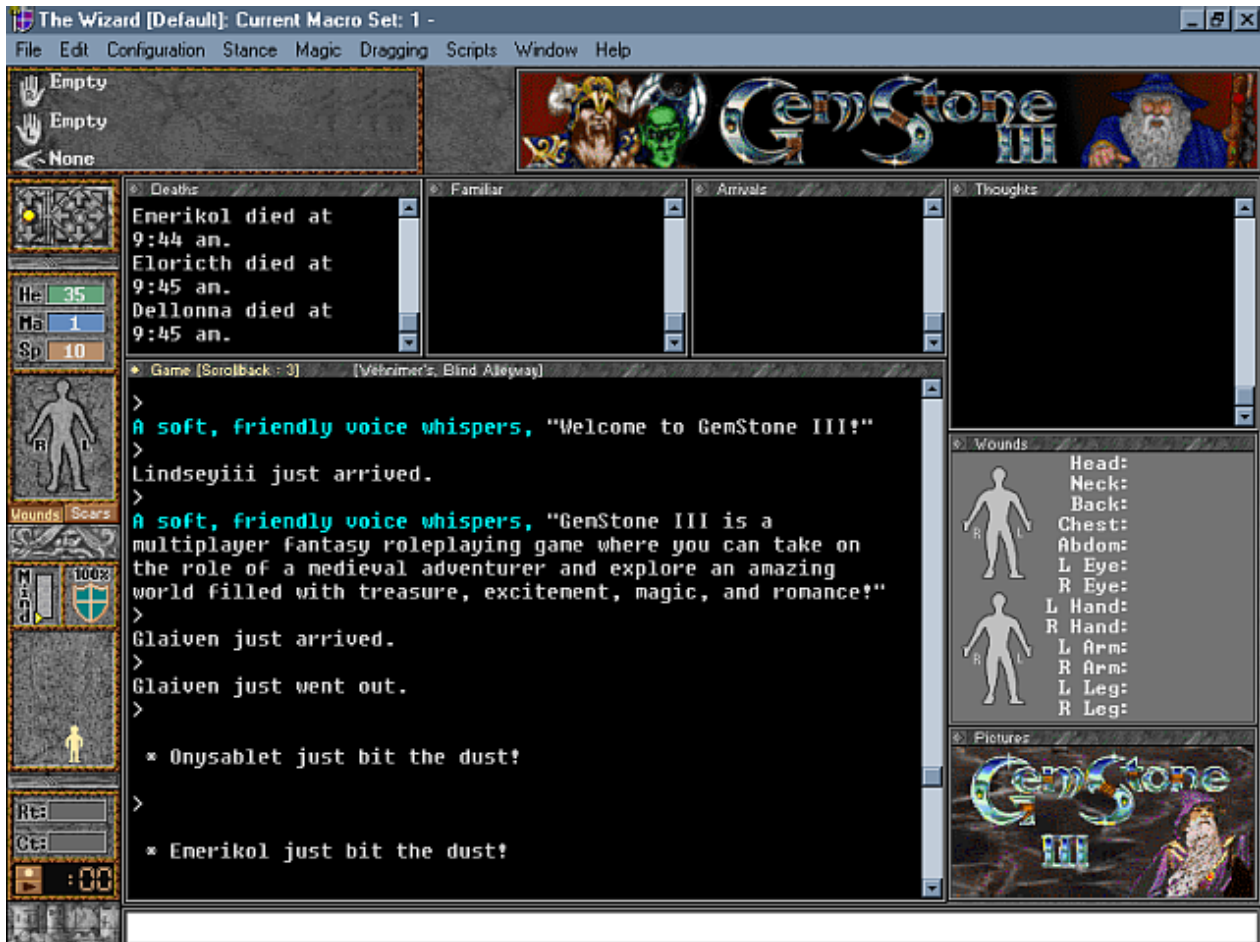 The Wizard [Default]: Current Macro Set: 1 -
File Edit Configuration Stance Magic Dragging Scripts Window Help
R Empty
L Empty
None
GemStone III
Deaths
Emerikol died at
9:44 am.
Eloricth died at
9:45 am.
Dellonna died at
9:45 am.
Familiar
Arrivals
Thoughts
He 35
Ma 1
Sp 10
R L
Wounds Scars
Mind 100%
Rt:
Ct:
:00
Game [Scrollback : 3] [Wehnimer's, Blind Alleyway]
>
A soft, friendly voice whispers, "Welcome to GemStone III!"
>
Lindseyiii just arrived.
>
A soft, friendly voice whispers, "GemStone III is a
multiplayer fantasy roleplaying game where you can take on
the role of a medieval adventurer and explore an amazing
world filled with treasure, excitement, magic, and romance!"
>
Glaiven just arrived.
>
Glaiven just went out.
>
* Onysablet just bit the dust!
>
* Emerikol just bit the dust!
Wounds
R L
R L
Head:
Neck:
Back:
Chest:
Abdom:
L Eye:
R Eye:
L Hand:
R Hand:
L Arm:
R Arm:
L Leg:
R Leg:
Pictures
GemStone
III